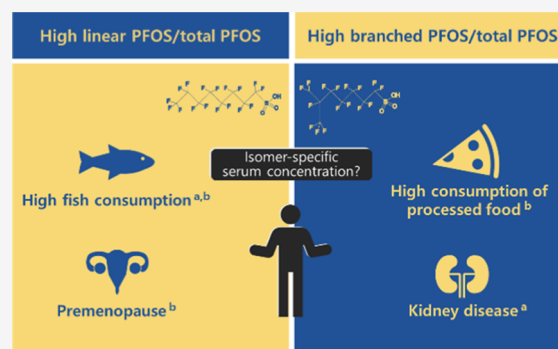 High linear PFOS/total PFOS
High branched PFOS/total PFOS
Isomer-specific
serum concentration?
High fish consumption a,b
Premenopause b
High consumption of
processed food b
Kidney disease a